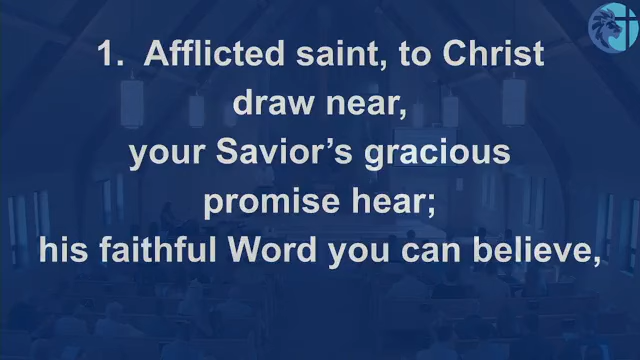 1. Afflicted saint, to Christ
draw near,
your Savior’s gracious
promise hear;
his faithful Word you can believe,